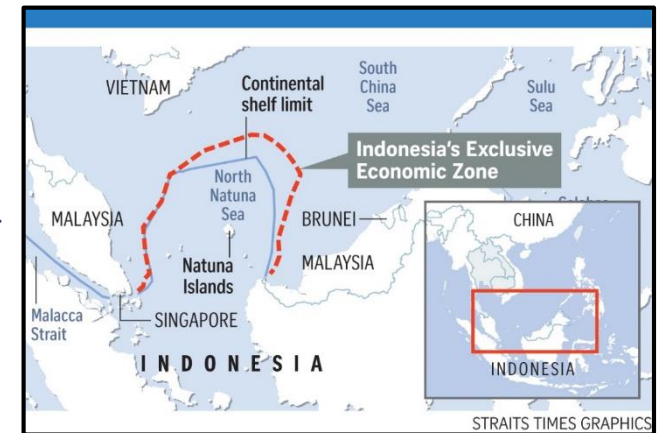 VIETNAM
Continental
shelf limit
South
China
Sea
Sulu
Sea
Indonesia's Exclusive
Economic Zone
North
Natuna
Sea
MALAYSIA
BRUNEI
MALAYSIA
Natuna
Islands
Malacca
Strait
SINGAPORE
INDONESIA
CHINA
INDONESIA
STRAITS TIMES GRAPHICS